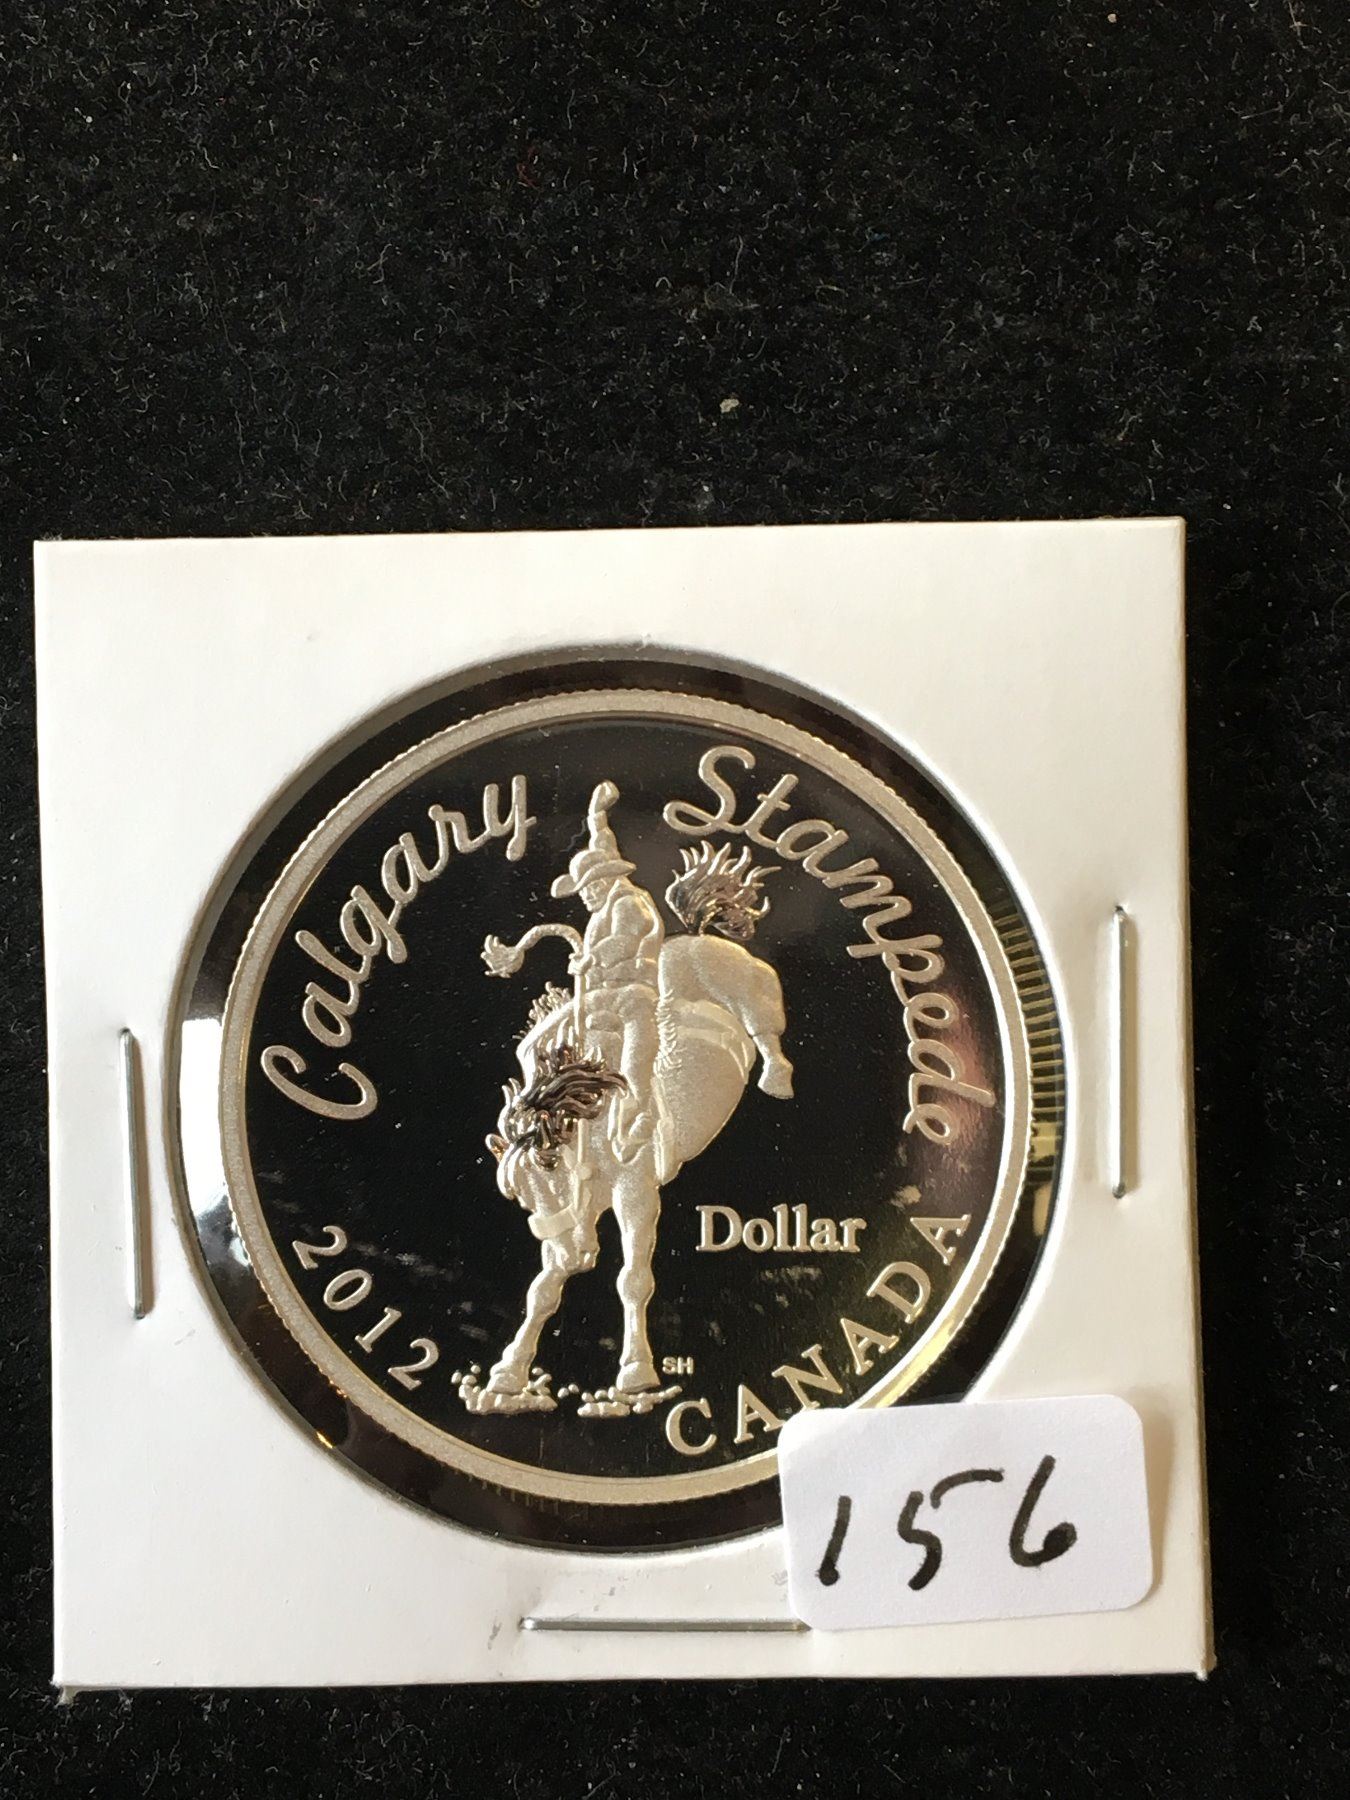 Calgary Stampede
Dollar
2012
SH
CANADA
156